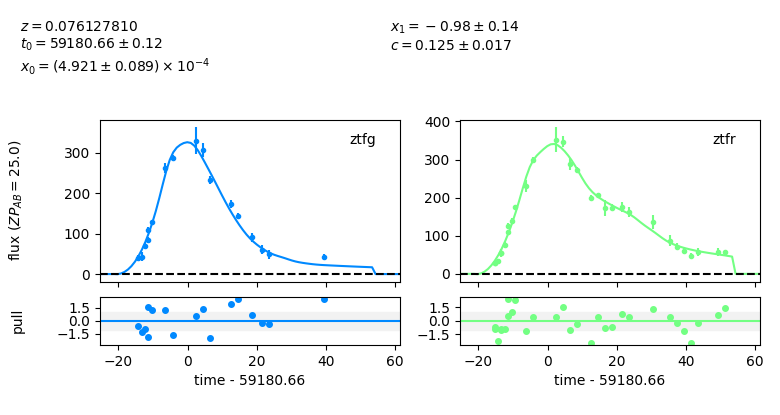 z = 0.076127810
t0 = 59180.66 ± 0.12
x0 = (4.921 ± 0.089) × 10^−4
x1 = −0.98 ± 0.14
c = 0.125 ± 0.017
flux (ZP_AB = 25.0)
ztfg
300
200
100
0
ztfr
400
300
200
100
0
pull
1.5
0.0
−1.5
−20 0 20 40 60
time - 59180.66
1.5
0.0
−1.5
−20 0 20 40 60
time - 59180.66